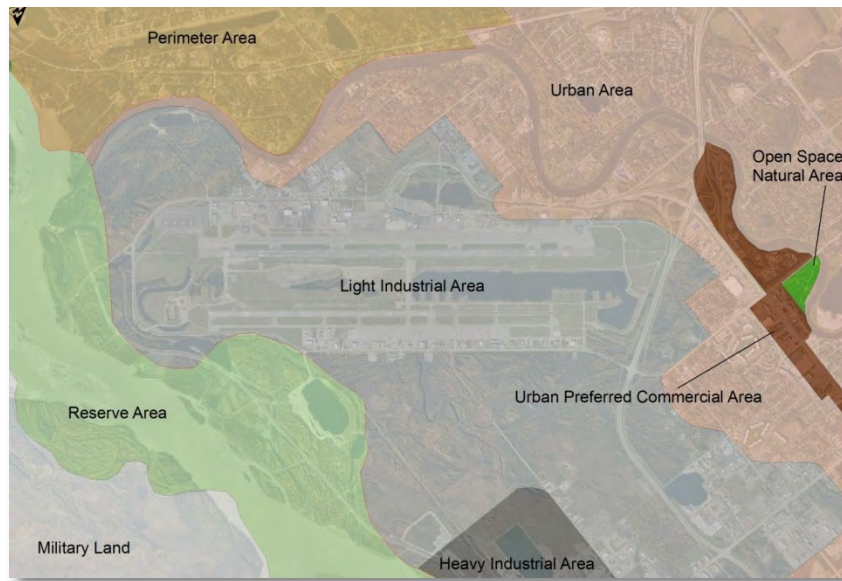 Perimeter Area
Urban Area
Open Space
Natural Area
Light Industrial Area
Urban Preferred Commercial Area
Reserve Area
Military Land
Heavy Industrial Area